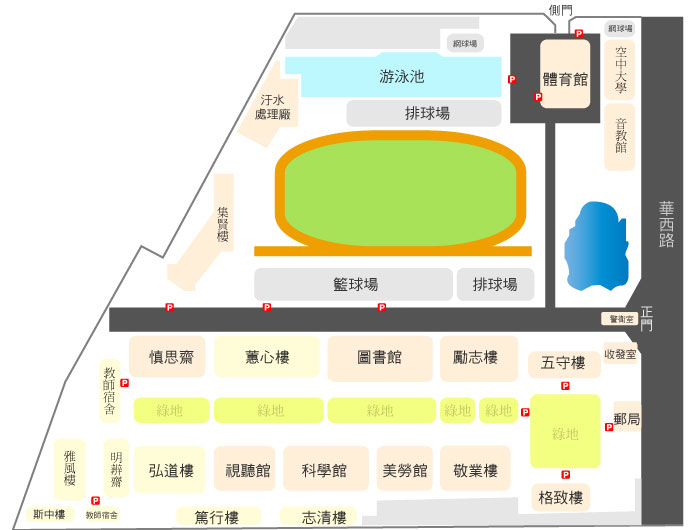 側門
網球場
網球場
游泳池
體育館
空中大學
汙水
處理廠
排球場
音教館
集賢樓
華西路
籃球場
排球場
正門
警衛室
慎思齋
蕙心樓
圖書館
勵志樓
五守樓
收發室
教師宿舍
綠地
綠地
綠地
綠地
綠地
綠地
郵局
雅風樓
明辨齋
弘道樓
視聽館
科學館
美勞館
敬業樓
格致樓
斯中樓
教師宿舍
篤行樓
志清樓
P
P
P
P
P
P
P
P
P
P
P
P